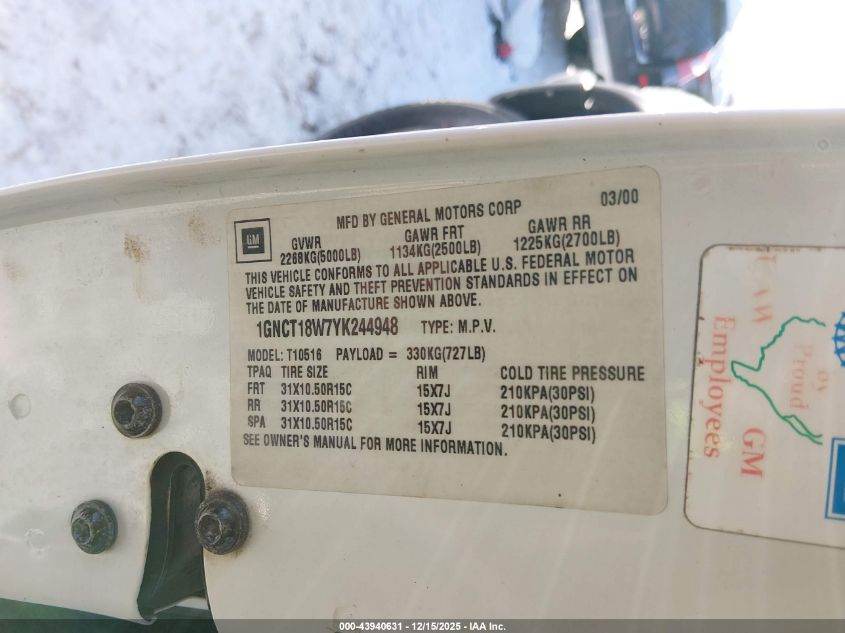 MFD BY GENERAL MOTORS CORP 03/00
GM
GVWR GAWR FRT GAWR RR
2268KG(5000LB) 1134KG(2500LB) 1225KG(2700LB)
THIS VEHICLE CONFORMS TO ALL APPLICABLE U.S. FEDERAL MOTOR
VEHICLE SAFETY AND THEFT PREVENTION STANDARDS IN EFFECT ON
THE DATE OF MANUFACTURE SHOWN ABOVE.
1GNCT18W7YK244948 TYPE: M.P.V.
MODEL: T10516 PAYLOAD = 330KG(727LB)
TPAQ TIRE SIZE RIM COLD TIRE PRESSURE
FRT 31X10.50R15C 15X7J 210KPA(30PSI)
RR 31X10.50R15C 15X7J 210KPA(30PSI)
SPA 31X10.50R15C 15X7J 210KPA(30PSI)
SEE OWNER'S MANUAL FOR MORE INFORMATION.
UAW
by
Proud
GM
Employees
000-43940631 - 12/15/2025 - IAA Inc.